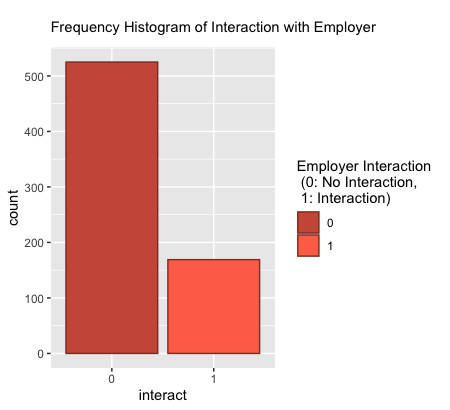 Frequency Histogram of Interaction with Employer
500
400
300
200
100
0
count
0 1
interact
Employer Interaction
(0: No Interaction,
1: Interaction)
0
1